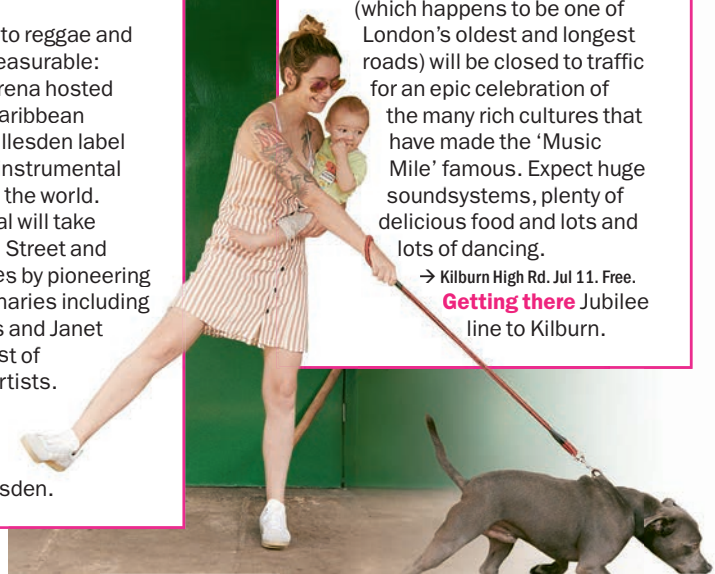 to reggae and
easurable:
rena hosted
aribbean
llesden label
nstrumental
the world.
al will take
Street and
es by pioneering
naries including
s and Janet
st of
rtists.
sden.
(which happens to be one of
London's oldest and longest
roads) will be closed to traffic
for an epic celebration of
the many rich cultures that
have made the ‘Music
Mile’ famous. Expect huge
soundsystems, plenty of
delicious food and lots and
lots of dancing.
→ Kilburn High Rd. Jul 11. Free.
Getting there Jubilee
line to Kilburn.